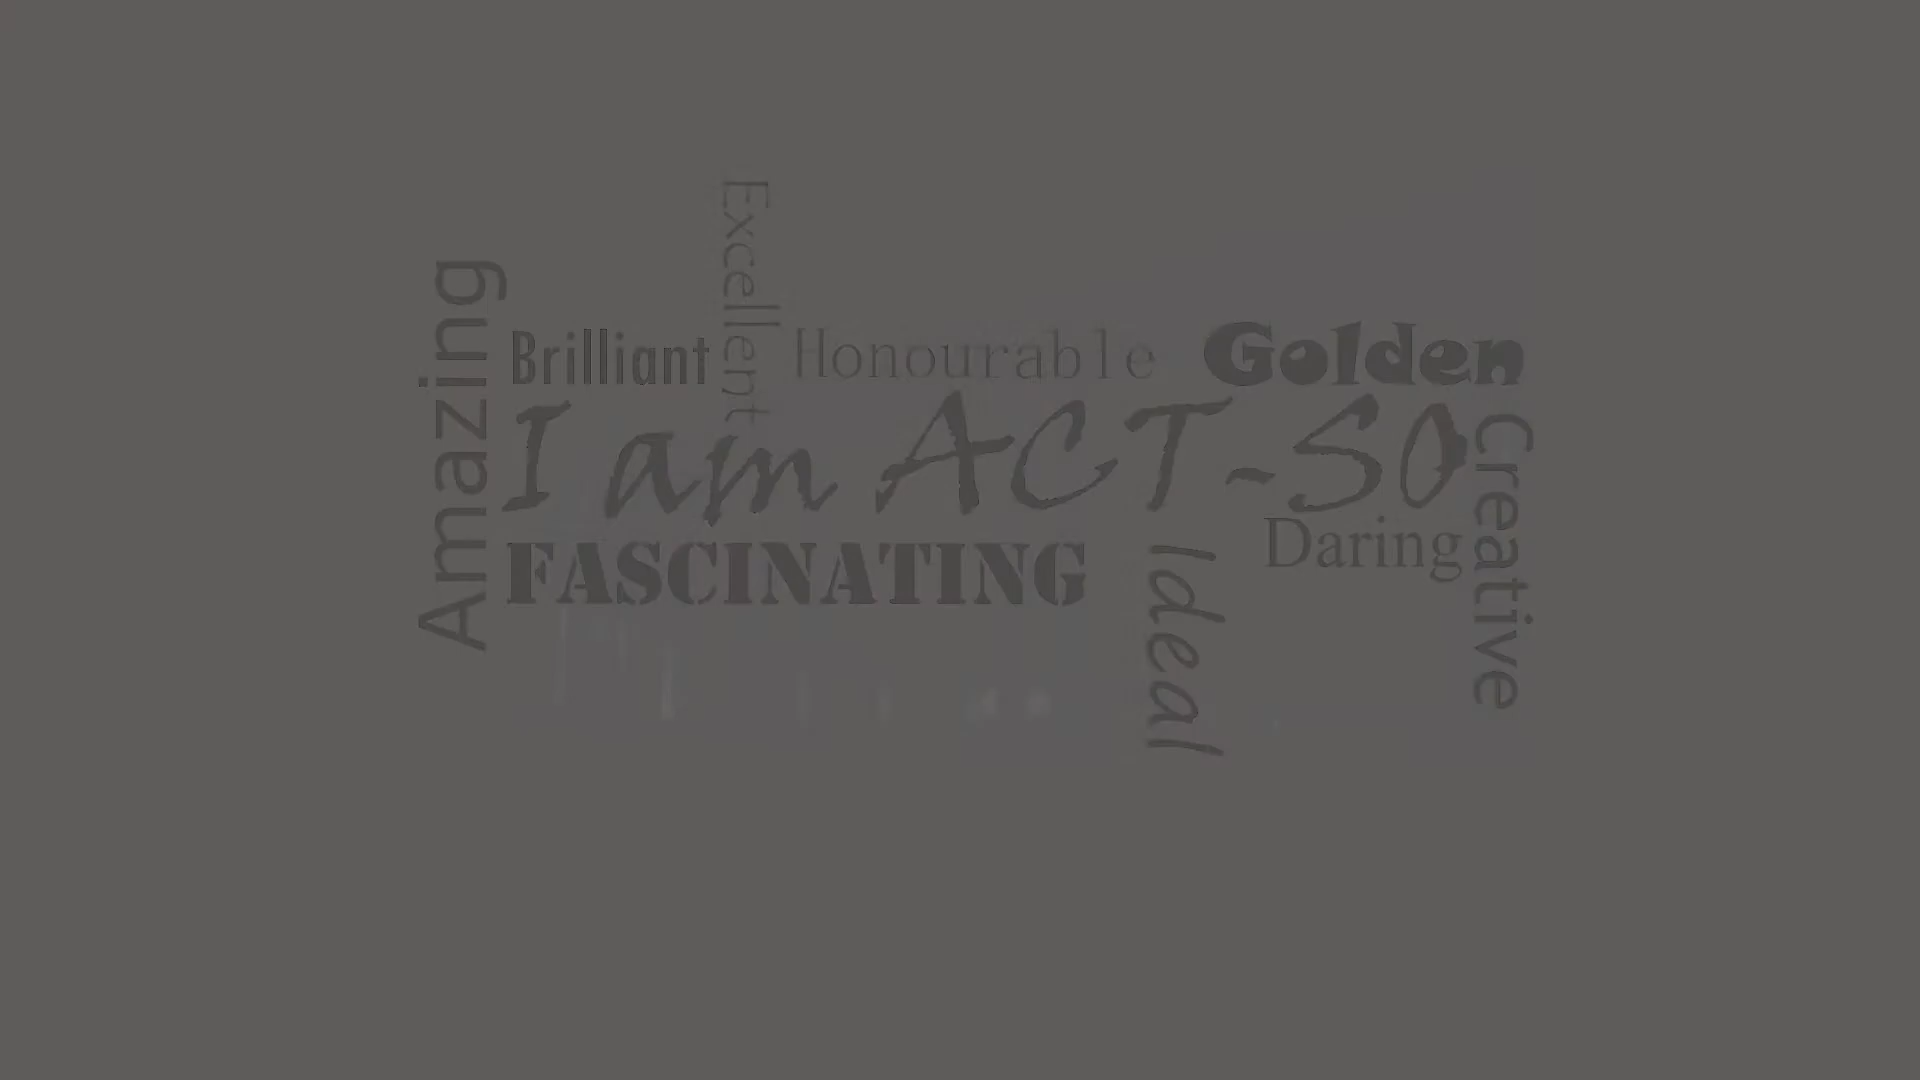 Excellent
Amazing
Brilliant
Honourable
Golden
I am ACT-SO
Creative
Daring
FASCINATING
Ideal